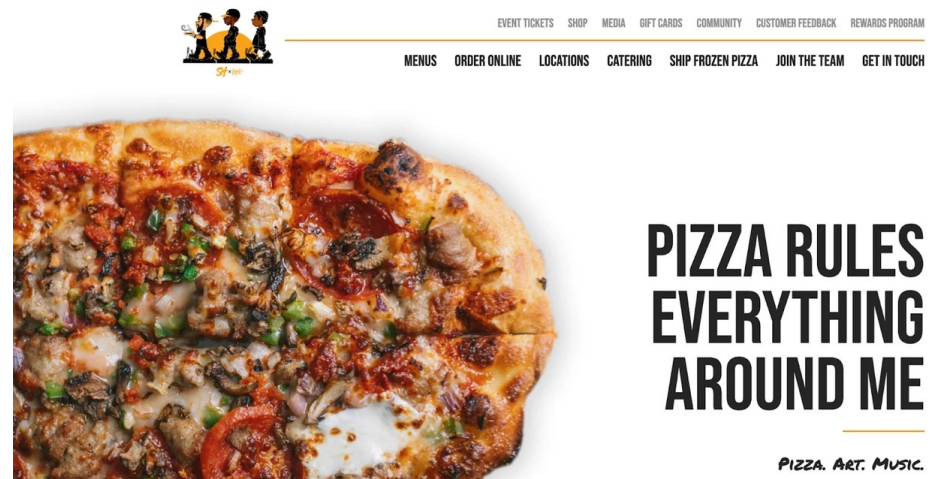 EVENT TICKETS SHOP MEDIA GIFT CARDS COMMUNITY CUSTOMER FEEDBACK REWARDS PROGRAM
MENUS ORDER ONLINE LOCATIONS CATERING SHIP FROZEN PIZZA JOIN THE TEAM GET IN TOUCH
PIZZA RULES
EVERYTHING
AROUND ME
PIZZA. ART. MUSIC.